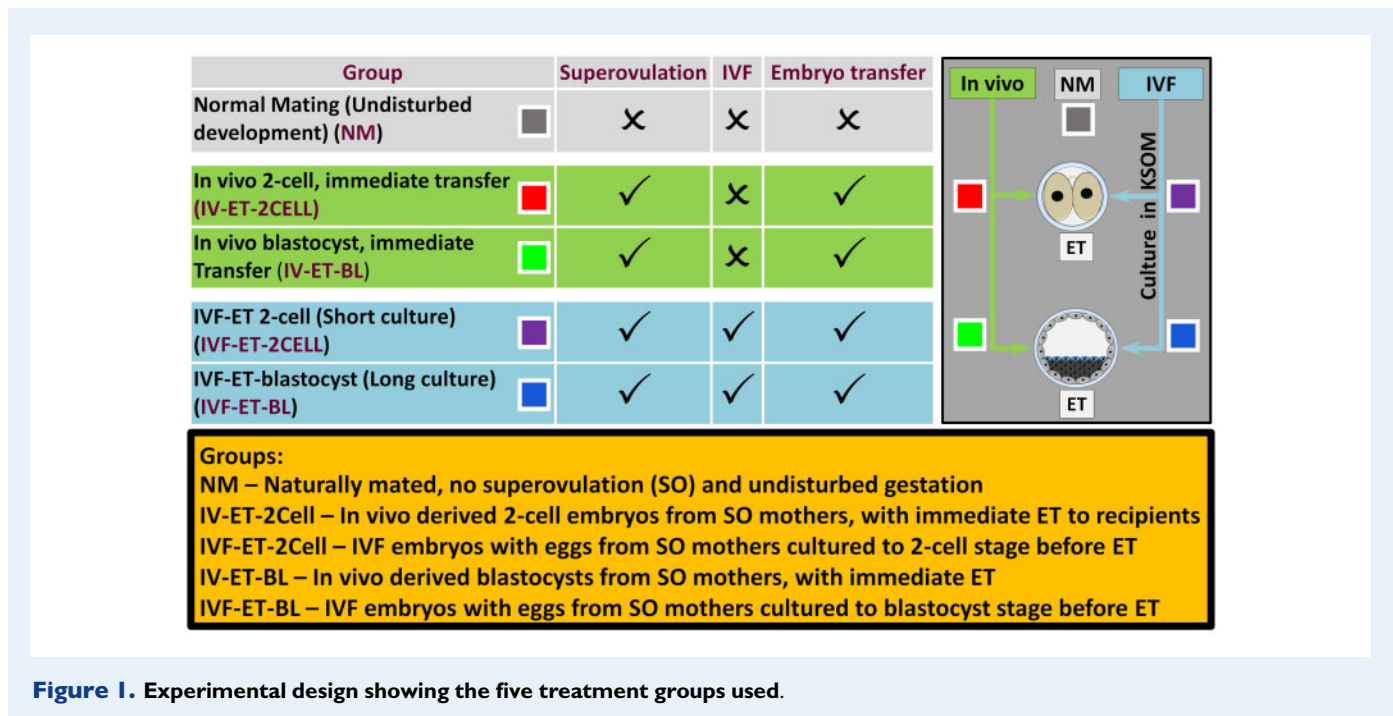 Group Superovulation IVF Embryo transfer
Normal Mating (Undisturbed
development) (NM)
✗ ✗ ✗
In vivo 2-cell, immediate transfer
(IV-ET-2CELL)
✓ ✗ ✓
In vivo blastocyst, immediate
Transfer (IV-ET-BL)
✓ ✗ ✓
IVF-ET 2-cell (Short culture)
(IVF-ET-2CELL)
✓ ✓ ✓
IVF-ET-blastocyst (Long culture)
(IVF-ET-BL)
✓ ✓ ✓
In vivo NM IVF
ET
Culture in KSOM
ET
Groups:
NM – Naturally mated, no superovulation (SO) and undisturbed gestation
IV-ET-2Cell – In vivo derived 2-cell embryos from SO mothers, with immediate ET to recipients
IVF-ET-2Cell – IVF embryos with eggs from SO mothers cultured to 2-cell stage before ET
IV-ET-BL – In vivo derived blastocysts from SO mothers, with immediate ET
IVF-ET-BL – IVF embryos with eggs from SO mothers cultured to blastocyst stage before ET
Figure 1. Experimental design showing the five treatment groups used.